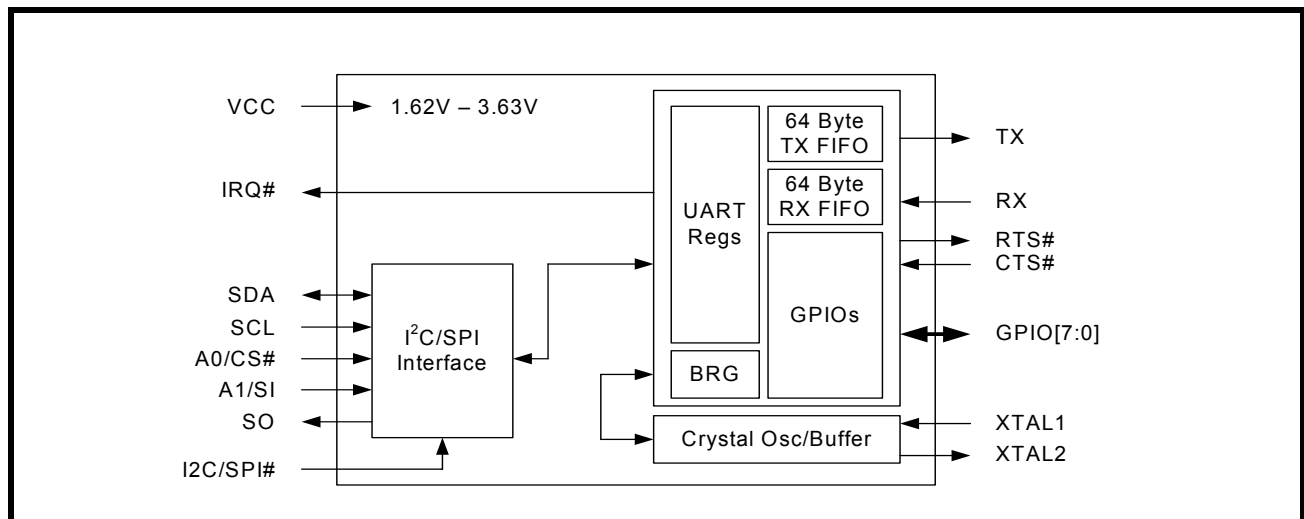 VCC
1.62V – 3.63V
IRQ#
SDA
SCL
A0/CS#
A1/SI
SO
I2C/SPI#
I²C/SPI
Interface
UART
Regs
64 Byte
TX FIFO
64 Byte
RX FIFO
GPIOs
BRG
Crystal Osc/Buffer
TX
RX
RTS#
CTS#
GPIO[7:0]
XTAL1
XTAL2